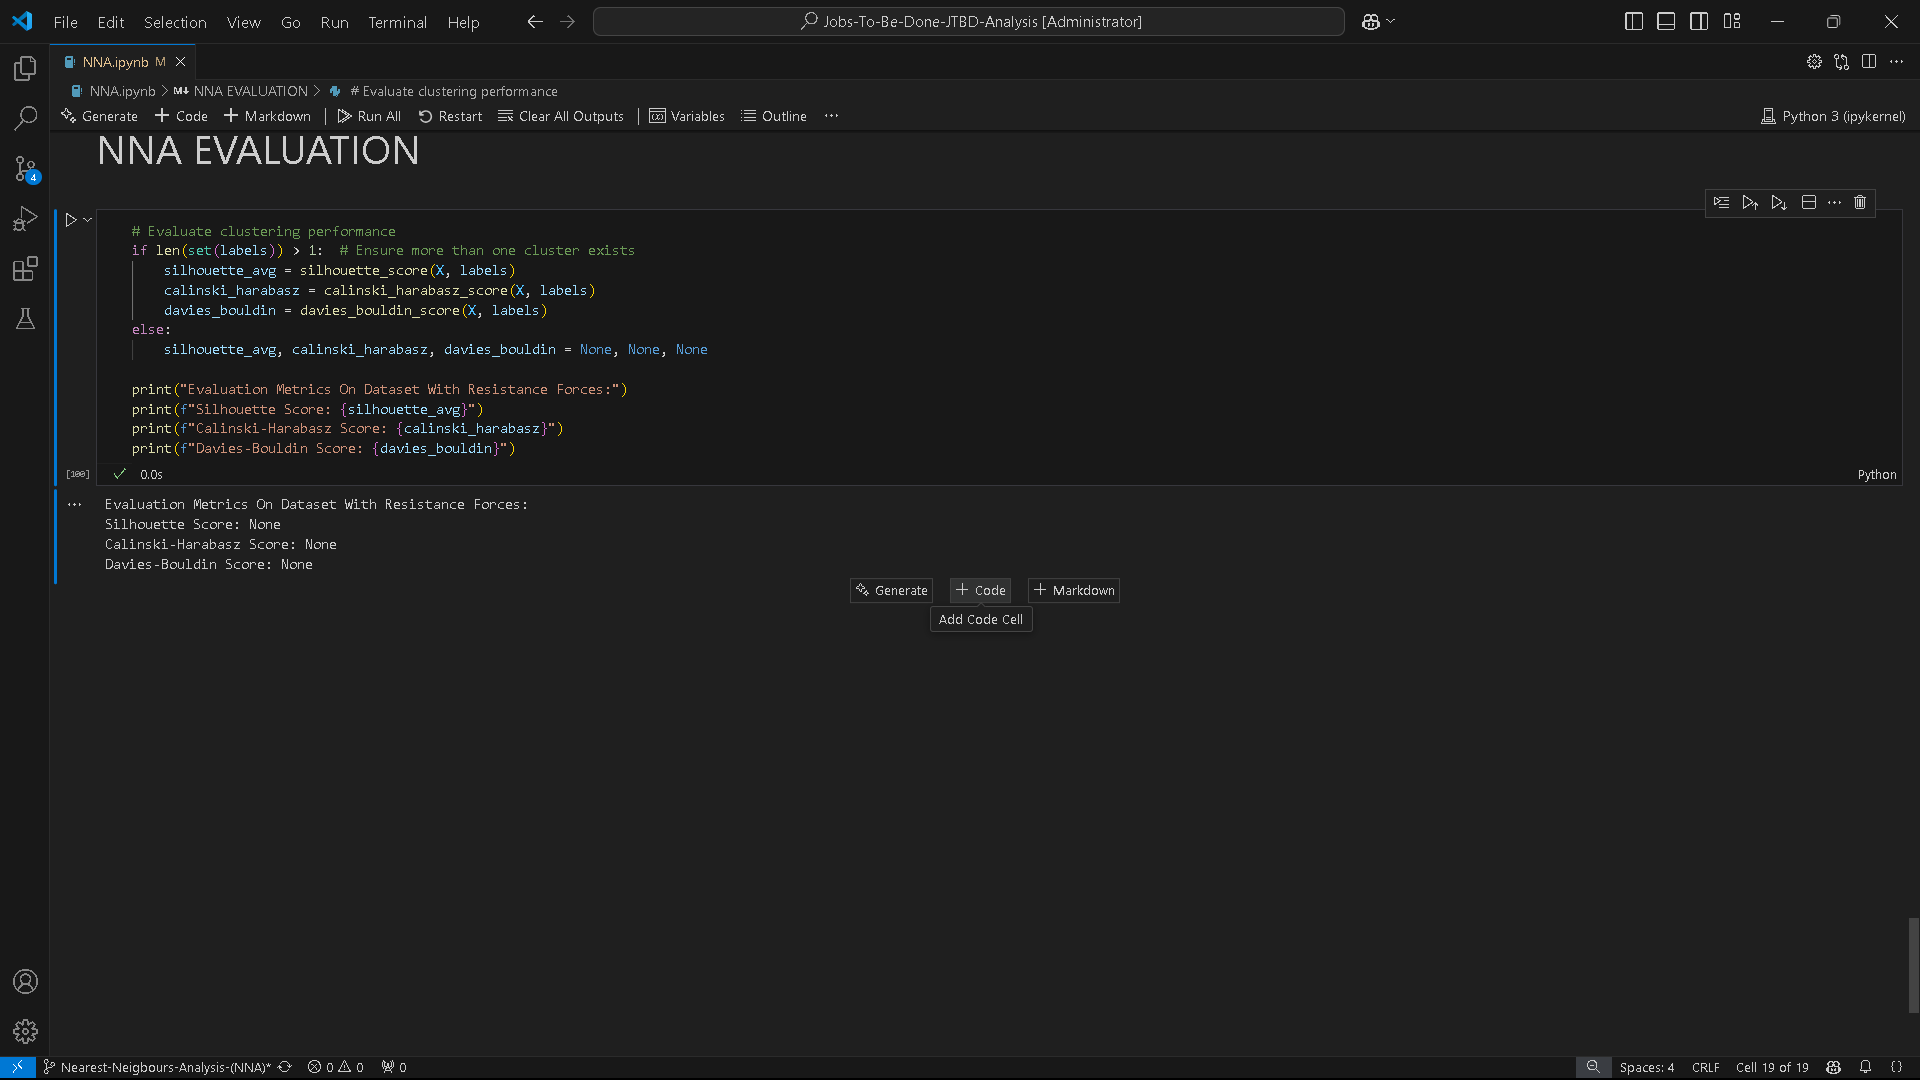 File Edit Selection View Go Run Terminal Help
Jobs-To-Be-Done-JTBD-Analysis [Administrator]
NNA.ipynb M
NNA.ipynb > M↓ NNA EVALUATION > # Evaluate clustering performance
Generate + Code + Markdown | Run All Restart Clear All Outputs | Variables Outline ...
Python 3 (ipykernel)
4
NNA EVALUATION
# Evaluate clustering performance
if len(set(labels)) > 1:  # Ensure more than one cluster exists
    silhouette_avg = silhouette_score(X, labels)
    calinski_harabasz = calinski_harabasz_score(X, labels)
    davies_bouldin = davies_bouldin_score(X, labels)
else:
    silhouette_avg, calinski_harabasz, davies_bouldin = None, None, None
print("Evaluation Metrics On Dataset With Resistance Forces:")
print(f"Silhouette Score: {silhouette_avg}")
print(f"Calinski-Harabasz Score: {calinski_harabasz}")
print(f"Davies-Bouldin Score: {davies_bouldin}")
[100] 0.0s
Python
Evaluation Metrics On Dataset With Resistance Forces:
Silhouette Score: None
Calinski-Harabasz Score: None
Davies-Bouldin Score: None
Generate + Code + Markdown
Add Code Cell
Nearest-Neigbours-Analysis-(NNA)* 0 0 0
Spaces: 4 CRLF Cell 19 of 19